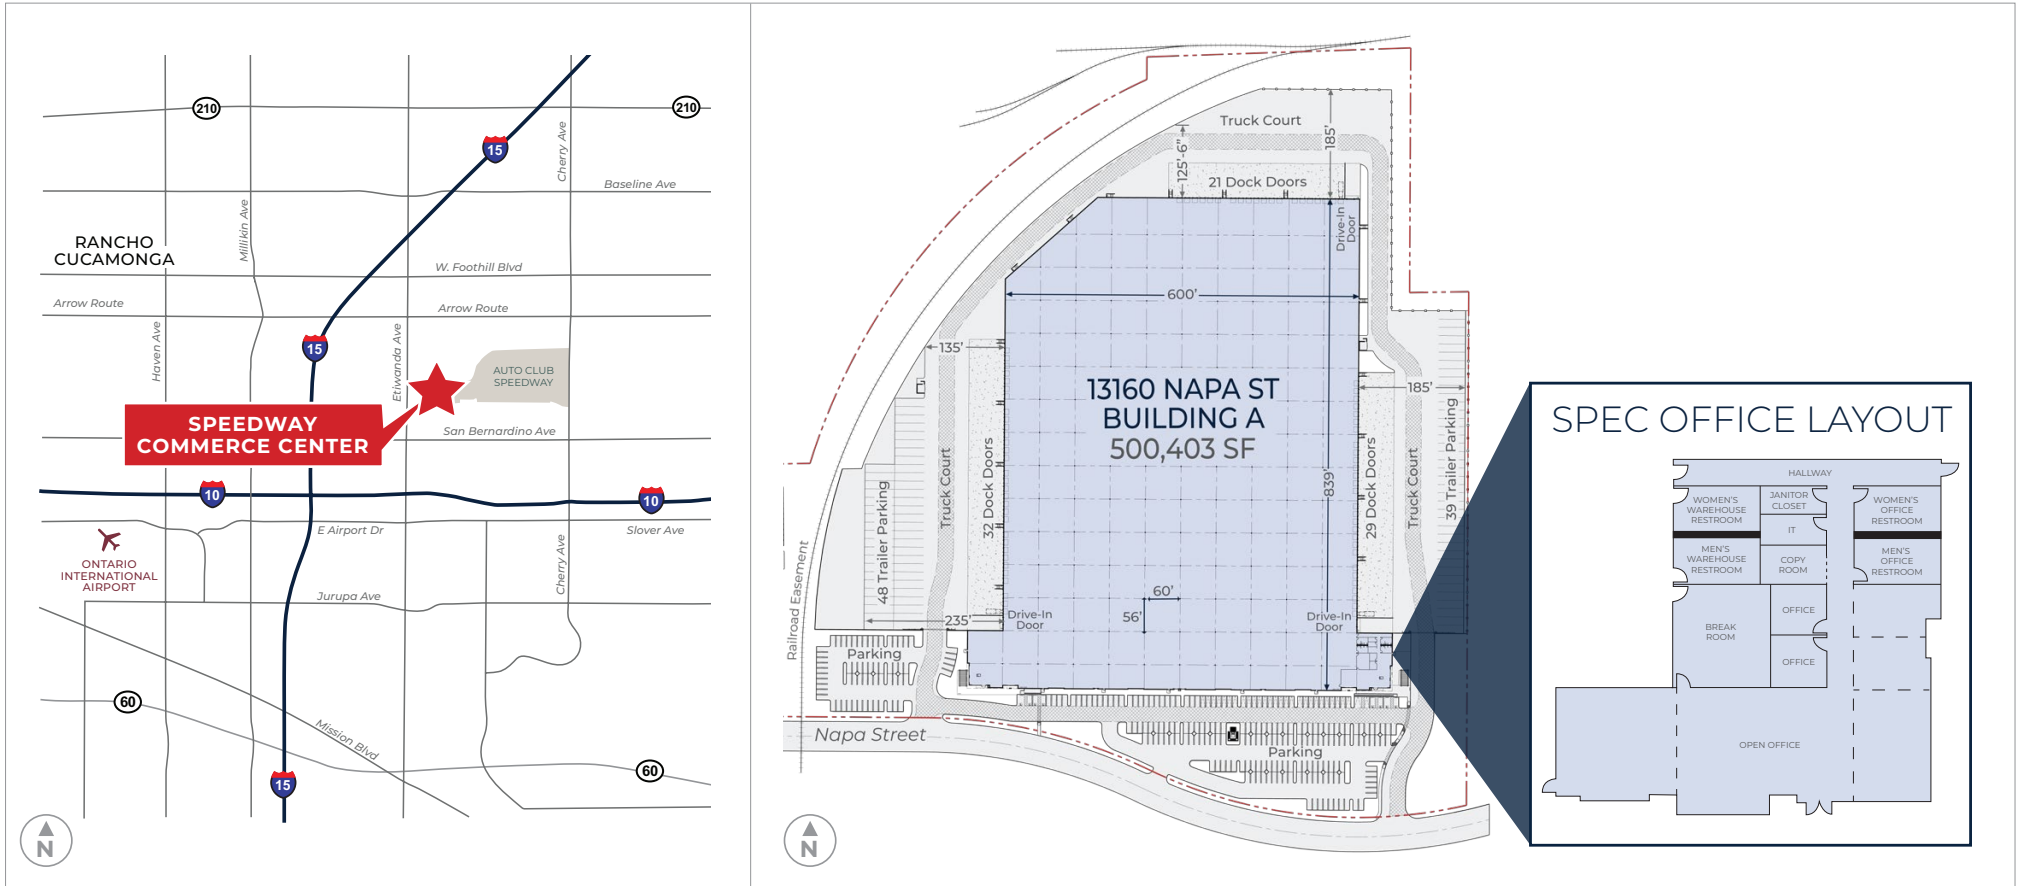 210
210
15
Cherry Ave
Baseline Ave
Millikin Ave
RANCHO
CUCAMONGA
W. Foothill Blvd
Arrow Route
Arrow Route
Haven Ave
15
Etiwanda Ave
AUTO CLUB
SPEEDWAY
SPEEDWAY
COMMERCE CENTER
San Bernardino Ave
10
10
E Airport Dr
Slover Ave
ONTARIO
INTERNATIONAL
AIRPORT
Cherry Ave
Jurupa Ave
60
Mission Blvd
60
15
N
Truck Court
185'
125'-6"
21 Dock Doors
Drive-In
Door
600'
135'
13160 NAPA ST
BUILDING A
500,403 SF
185'
839'
48 Trailer Parking
Truck Court
32 Dock Doors
29 Dock Doors
Truck Court
39 Trailer Parking
60'
56'
235'
Drive-In
Door
Drive-In
Door
Railroad Easement
Parking
Napa Street
Parking
N
SPEC OFFICE LAYOUT
HALLWAY
WOMEN'S
WAREHOUSE
RESTROOM
JANITOR
CLOSET
WOMEN'S
OFFICE
RESTROOM
IT
MEN'S
WAREHOUSE
RESTROOM
COPY
ROOM
MEN'S
OFFICE
RESTROOM
OFFICE
BREAK
ROOM
OFFICE
OPEN OFFICE